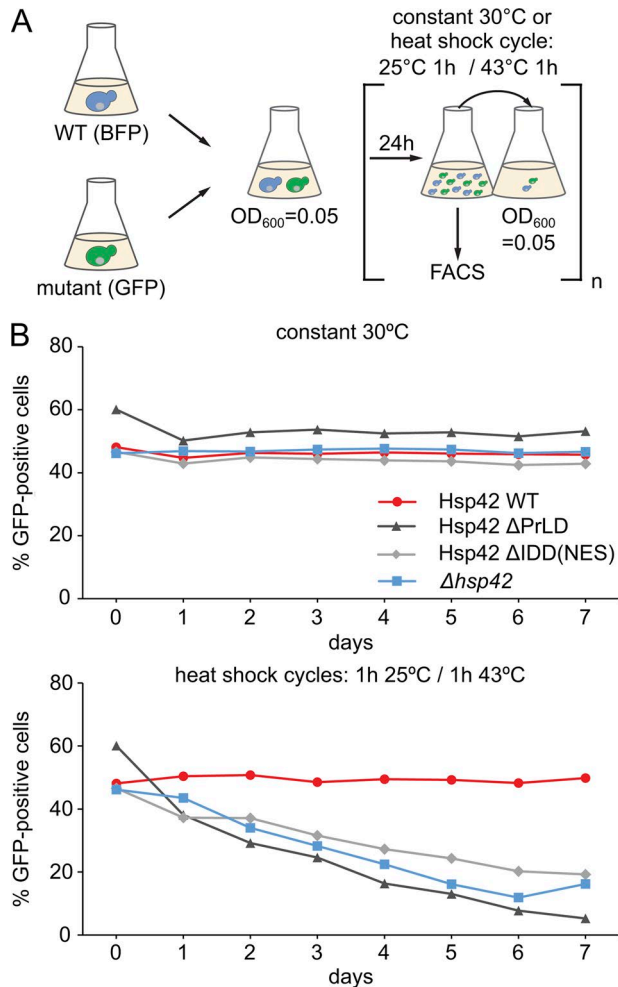 A
constant 30°C or
heat shock cycle:
25°C 1h / 43°C 1h
WT (BFP)
24h
mutant (GFP)
OD600=0.05
OD600
=0.05
FACS
n
B
constant 30ºC
80
60
40
20
0
% GFP-positive cells
Hsp42 WT
Hsp42 ΔPrLD
Hsp42 ΔIDD(NES)
Δhsp42
0 1 2 3 4 5 6 7
days
heat shock cycles: 1h 25ºC / 1h 43ºC
80
60
40
20
0
% GFP-positive cells
0 1 2 3 4 5 6 7
days